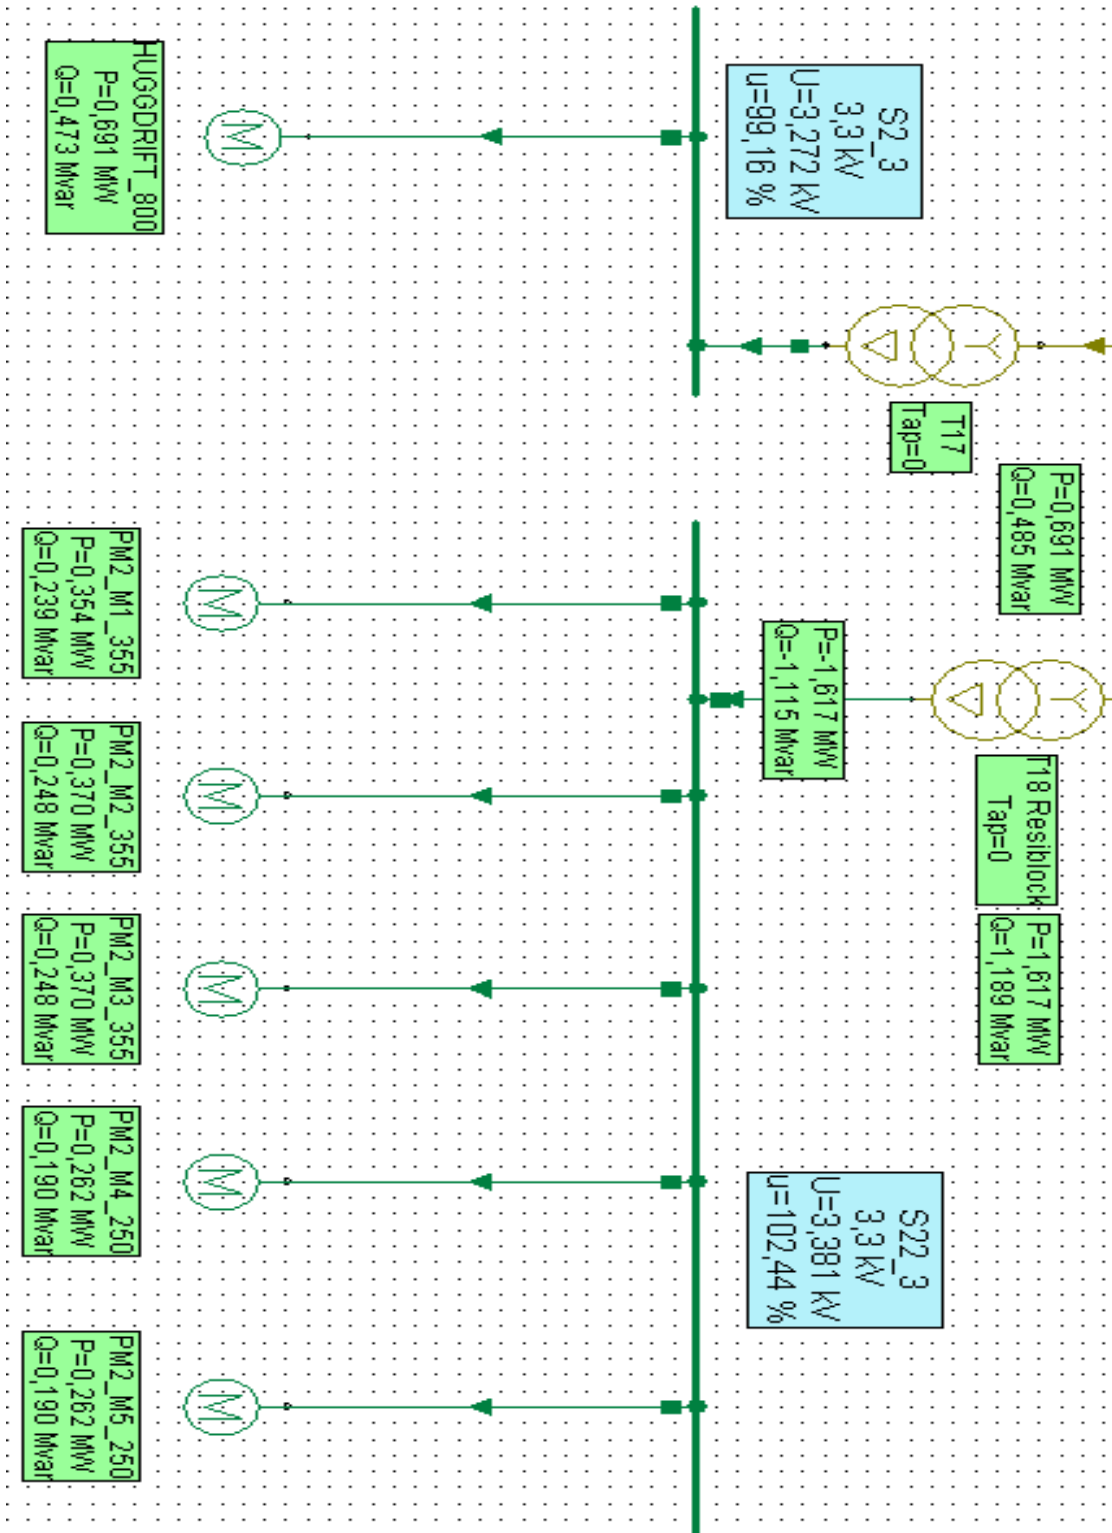 HUGGDRIFT_800
P=0,691 MW
Q=0,473 Mvar
S2_3
3,3 kV
U=3,272 kV
u=99,16 %
T17
Tap=0
P=0,691 MW
Q=0,485 Mvar
PM2_M1_355
P=0,354 MW
Q=0,239 Mvar
P=-1,617 MW
Q=-1,115 Mvar
T18 Resiblock
Tap=0
P=1,617 MW
Q=1,189 Mvar
PM2_M2_355
P=0,370 MW
Q=0,248 Mvar
PM2_M3_355
P=0,370 MW
Q=0,248 Mvar
PM2_M4_250
P=0,262 MW
Q=0,190 Mvar
S22_3
3,3 kV
U=3,381 kV
u=102,44 %
PM2_M5_250
P=0,262 MW
Q=0,190 Mvar
M
M
M
M
M
M